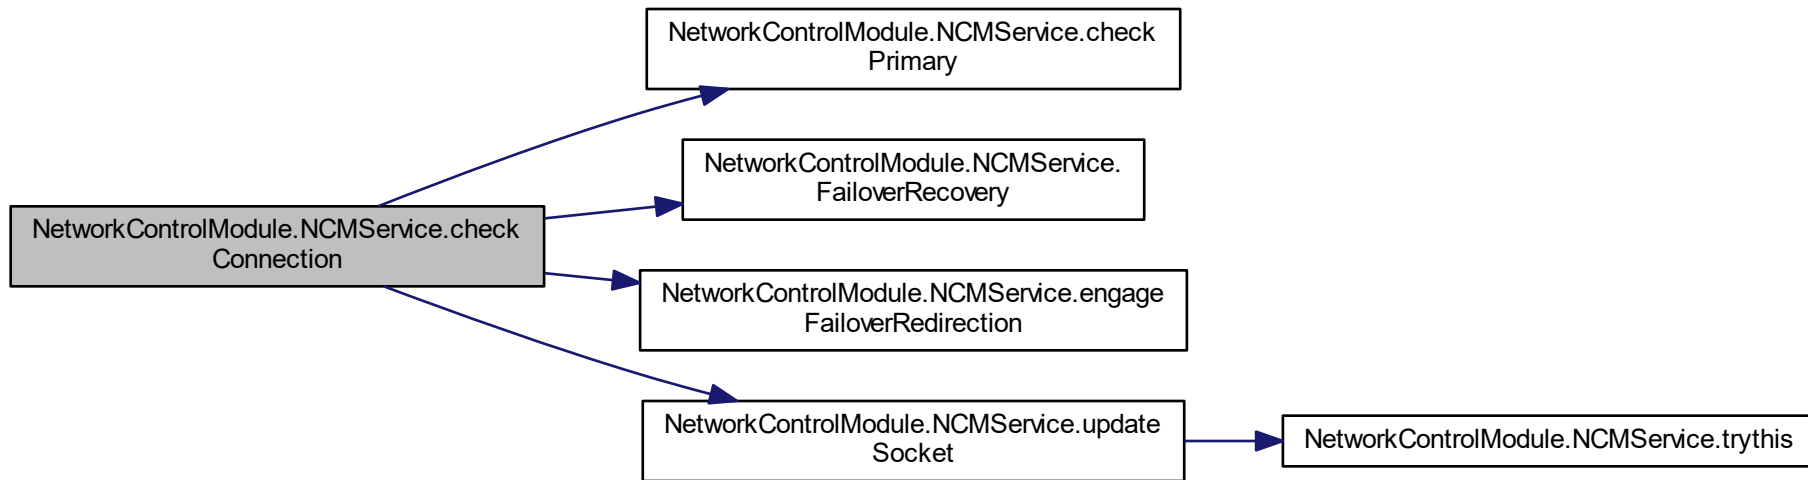 NetworkControlModule.NCMService.check
Primary
NetworkControlModule.NCMService.
FailoverRecovery
NetworkControlModule.NCMService.check
Connection
NetworkControlModule.NCMService.engage
FailoverRedirection
NetworkControlModule.NCMService.update
Socket
NetworkControlModule.NCMService.trythis